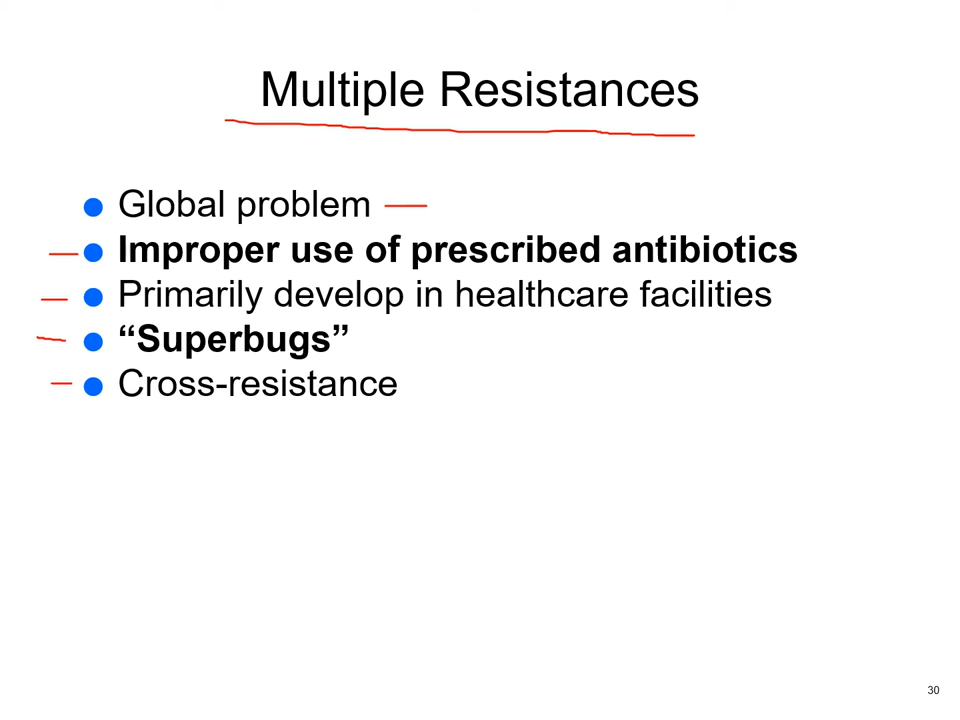 Multiple Resistances
● Global problem
● Improper use of prescribed antibiotics
● Primarily develop in healthcare facilities
● “Superbugs”
● Cross-resistance
30